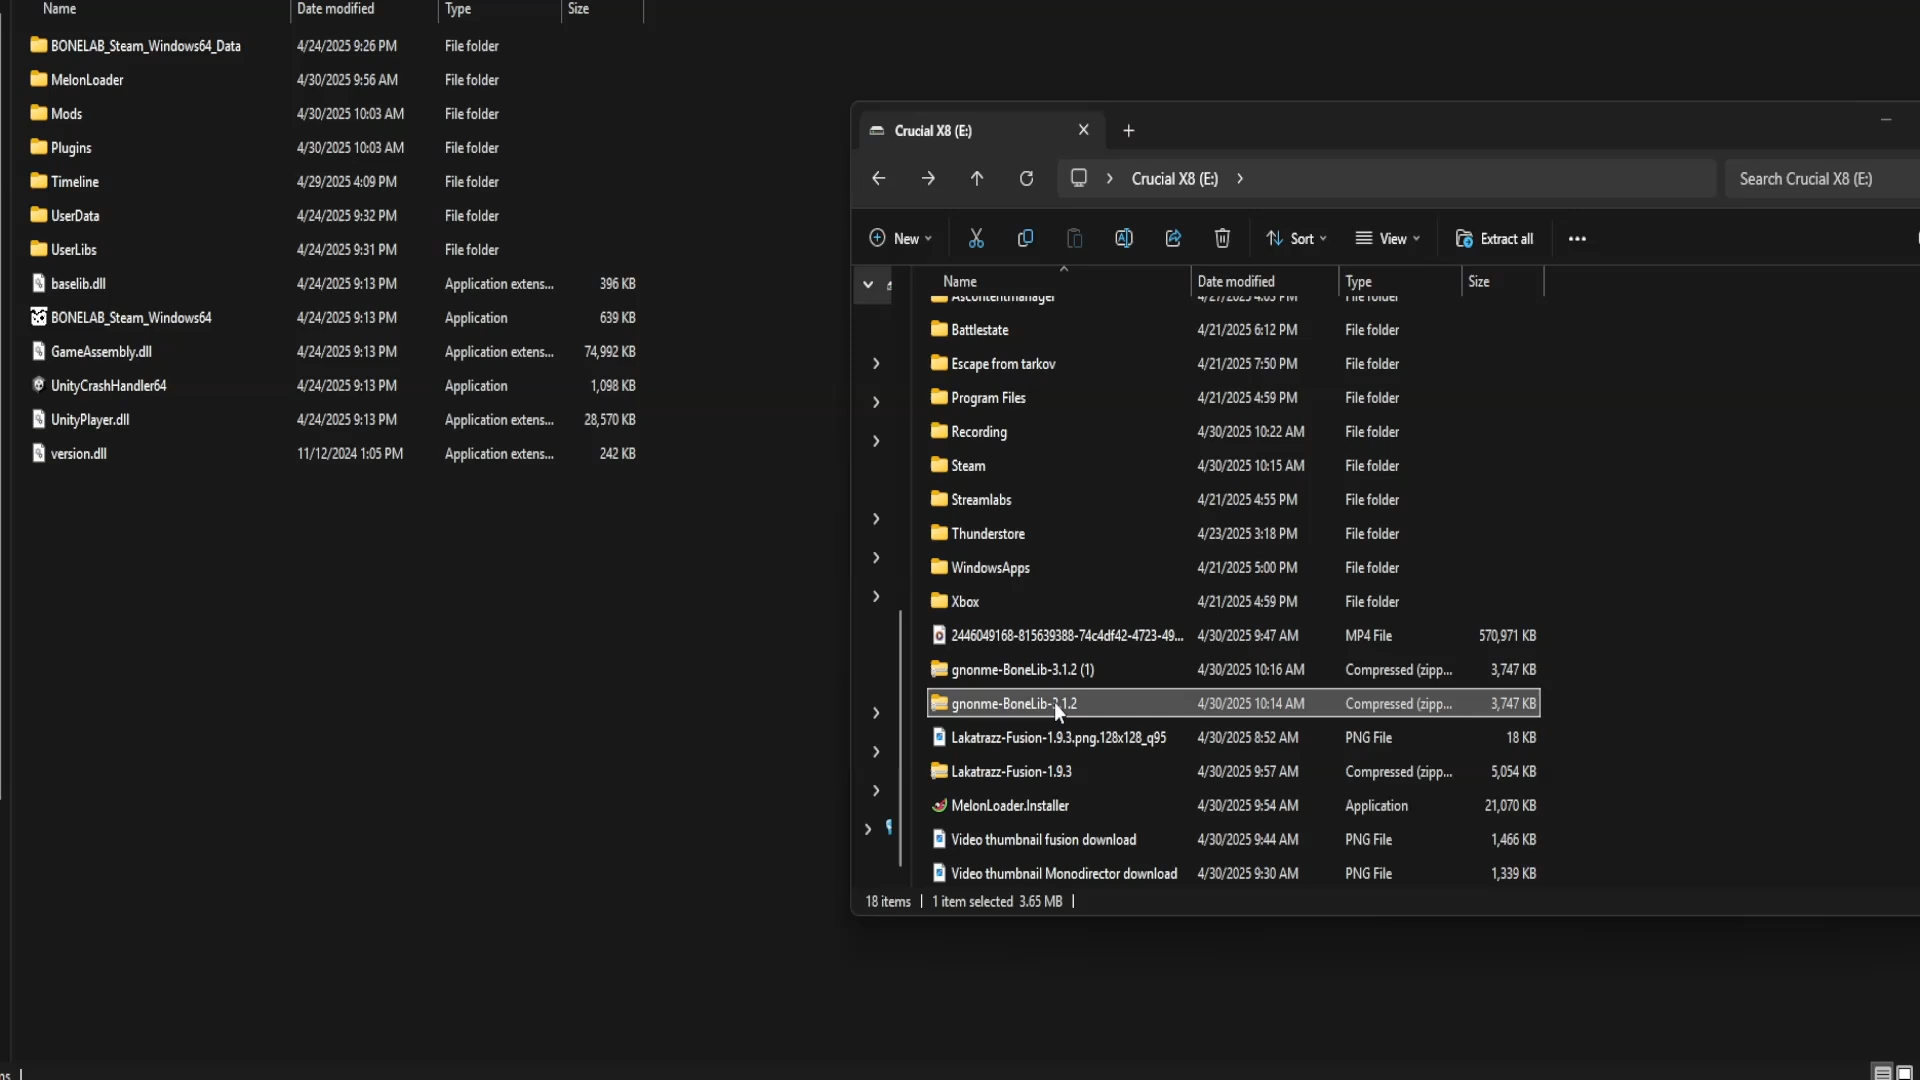 Name Date modified Type Size
BONELAB_Steam_Windows64_Data 4/24/2025 9:26 PM File folder
MelonLoader 4/30/2025 9:56 AM File folder
Mods 4/30/2025 10:03 AM File folder
Plugins 4/30/2025 10:03 AM File folder
Timeline 4/29/2025 4:09 PM File folder
UserData 4/24/2025 9:32 PM File folder
UserLibs 4/24/2025 9:31 PM File folder
baselib.dll 4/24/2025 9:13 PM Application extens... 396 KB
BONELAB_Steam_Windows64 4/24/2025 9:13 PM Application 639 KB
GameAssembly.dll 4/24/2025 9:13 PM Application extens... 74,992 KB
UnityCrashHandler64 4/24/2025 9:13 PM Application 1,098 KB
UnityPlayer.dll 4/24/2025 9:13 PM Application extens... 28,570 KB
version.dll 11/12/2024 1:05 PM Application extens... 242 KB
Crucial X8 (E:)
Crucial X8 (E:) Search Crucial X8 (E:)
New Sort View Extract all
Name Date modified Type Size
Ascontentmanager 4/27/2025 4:03 PM File folder
Battlestate 4/21/2025 6:12 PM File folder
Escape from tarkov 4/21/2025 7:50 PM File folder
Program Files 4/21/2025 4:59 PM File folder
Recording 4/30/2025 10:22 AM File folder
Steam 4/30/2025 10:15 AM File folder
Streamlabs 4/21/2025 4:55 PM File folder
Thunderstore 4/23/2025 3:18 PM File folder
WindowsApps 4/21/2025 5:00 PM File folder
Xbox 4/21/2025 4:59 PM File folder
2446049168-815639388-74c4df42-4723-49... 4/30/2025 9:47 AM MP4 File 570,971 KB
gnonme-BoneLib-3.1.2 (1) 4/30/2025 10:16 AM Compressed (zipp... 3,747 KB
gnonme-BoneLib-3.1.2 4/30/2025 10:14 AM Compressed (zipp... 3,747 KB
Lakatrazz-Fusion-1.9.3.png.128x128_q95 4/30/2025 8:52 AM PNG File 18 KB
Lakatrazz-Fusion-1.9.3 4/30/2025 9:57 AM Compressed (zipp... 5,054 KB
MelonLoader.Installer 4/30/2025 9:54 AM Application 21,070 KB
Video thumbnail fusion download 4/30/2025 9:44 AM PNG File 1,466 KB
Video thumbnail Monodirector download 4/30/2025 9:30 AM PNG File 1,339 KB
18 items 1 item selected 3.65 MB